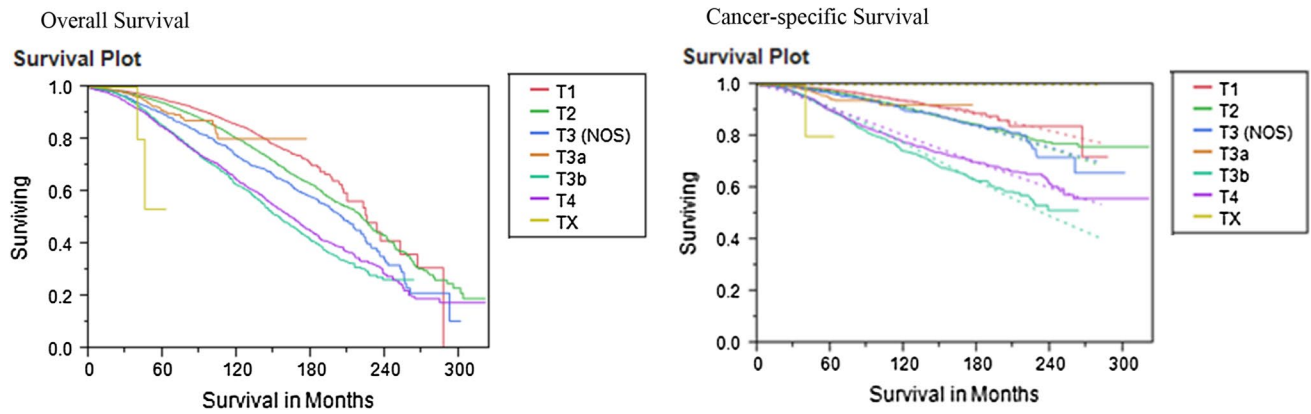 Overall Survival
Survival Plot
Surviving
1.0
0.8
0.6
0.4
0.2
0.0
0 60 120 180 240 300
Survival in Months
T1
T2
T3 (NOS)
T3a
T3b
T4
TX
Cancer-specific Survival
Survival Plot
Surviving
1.0
0.8
0.6
0.4
0.2
0.0
0 60 120 180 240 300
Survival in Months
T1
T2
T3 (NOS)
T3a
T3b
T4
TX